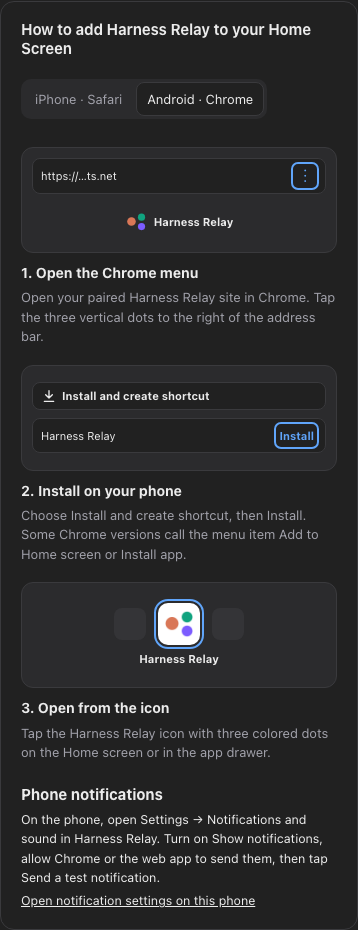 How to add Harness Relay to your Home
Screen
iPhone · Safari
Android · Chrome
https://...ts.net
⋮
Harness Relay
1. Open the Chrome menu
Open your paired Harness Relay site in Chrome. Tap
the three vertical dots to the right of the address
bar.
Install and create shortcut
Harness Relay
Install
2. Install on your phone
Choose Install and create shortcut, then Install.
Some Chrome versions call the menu item Add to
Home screen or Install app.
Harness Relay
3. Open from the icon
Tap the Harness Relay icon with three colored dots
on the Home screen or in the app drawer.
Phone notifications
On the phone, open Settings → Notifications and
sound in Harness Relay. Turn on Show notifications,
allow Chrome or the web app to send them, then tap
Send a test notification.
Open notification settings on this phone